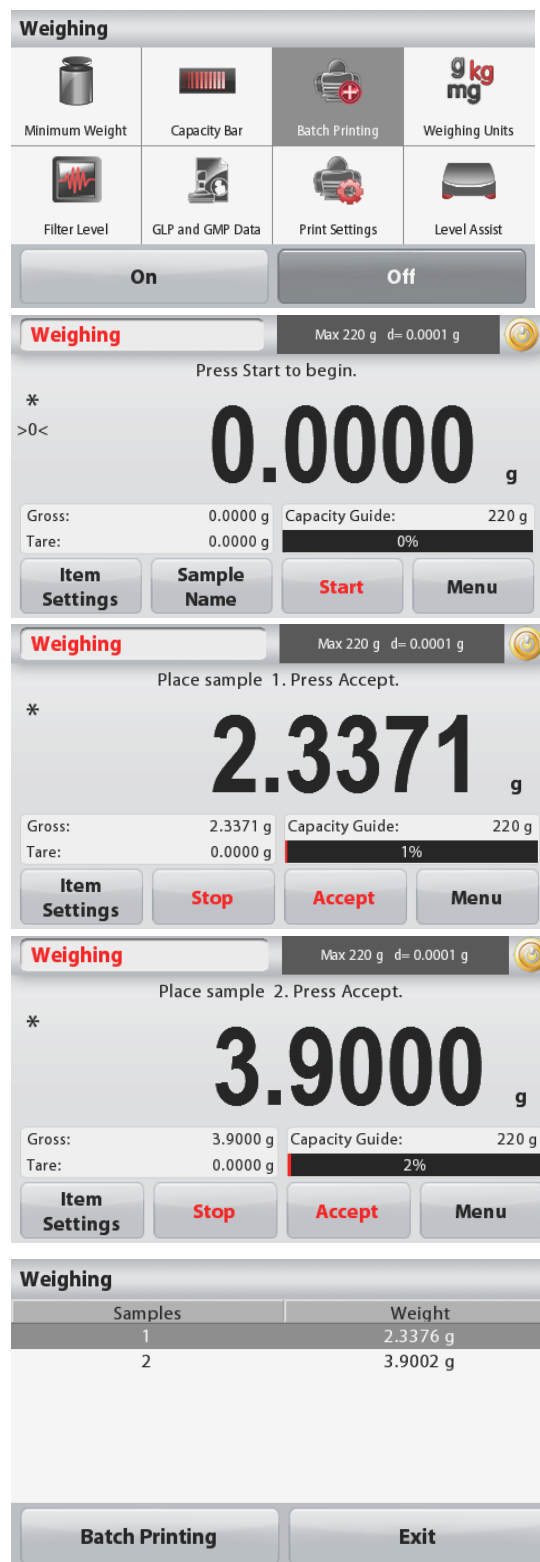 Weighing
g kg
mg
Minimum Weight Capacity Bar Batch Printing Weighing Units
Filter Level GLP and GMP Data Print Settings Level Assist
On Off
Weighing Max 220 g d= 0.0001 g
Press Start to begin.
*
>0<
0.0000 g
Gross: 0.0000 g Capacity Guide: 220 g
Tare: 0.0000 g 0%
Item Settings Sample Name Start Menu
Weighing Max 220 g d= 0.0001 g
Place sample 1. Press Accept.
*
2.3371 g
Gross: 2.3371 g Capacity Guide: 220 g
Tare: 0.0000 g 1%
Item Settings Stop Accept Menu
Weighing Max 220 g d= 0.0001 g
Place sample 2. Press Accept.
*
3.9000 g
Gross: 3.9000 g Capacity Guide: 220 g
Tare: 0.0000 g 2%
Item Settings Stop Accept Menu
Weighing
Samples Weight
1 2.3376 g
2 3.9002 g
Batch Printing Exit